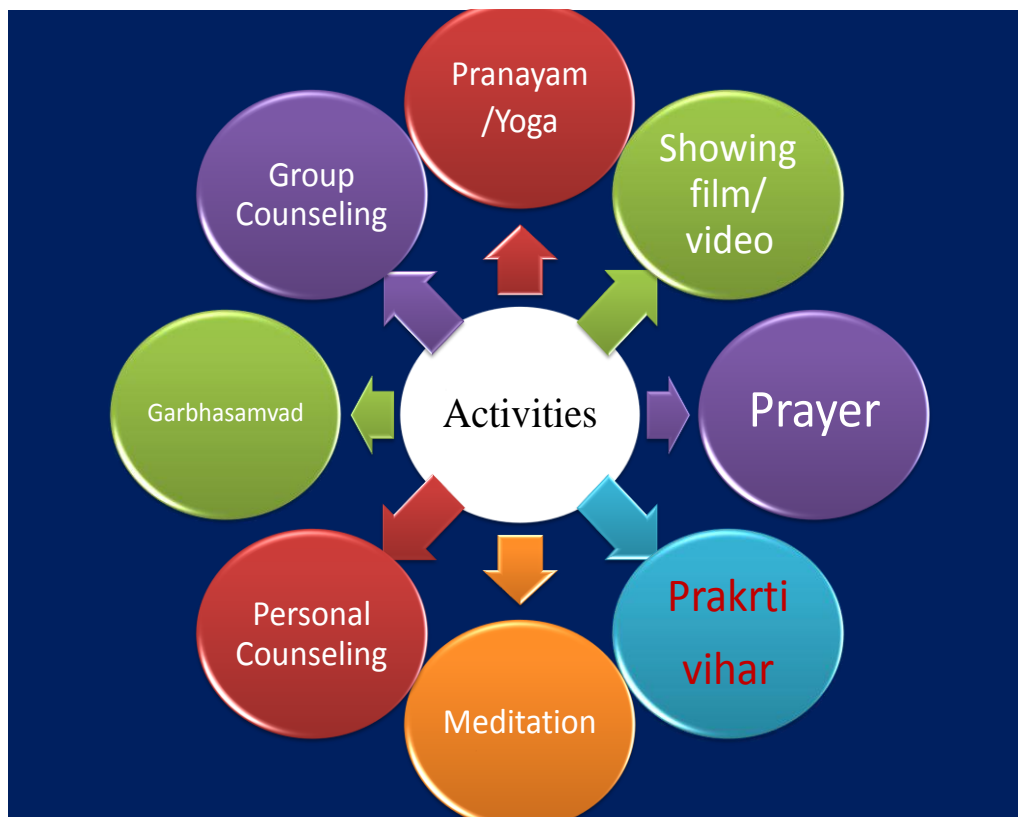 Pranayam
/Yoga
Showing
film/
video
Group
Counseling
Garbhasamvad
Activities
Prayer
Personal
Counseling
Prakrti
vihar
Meditation